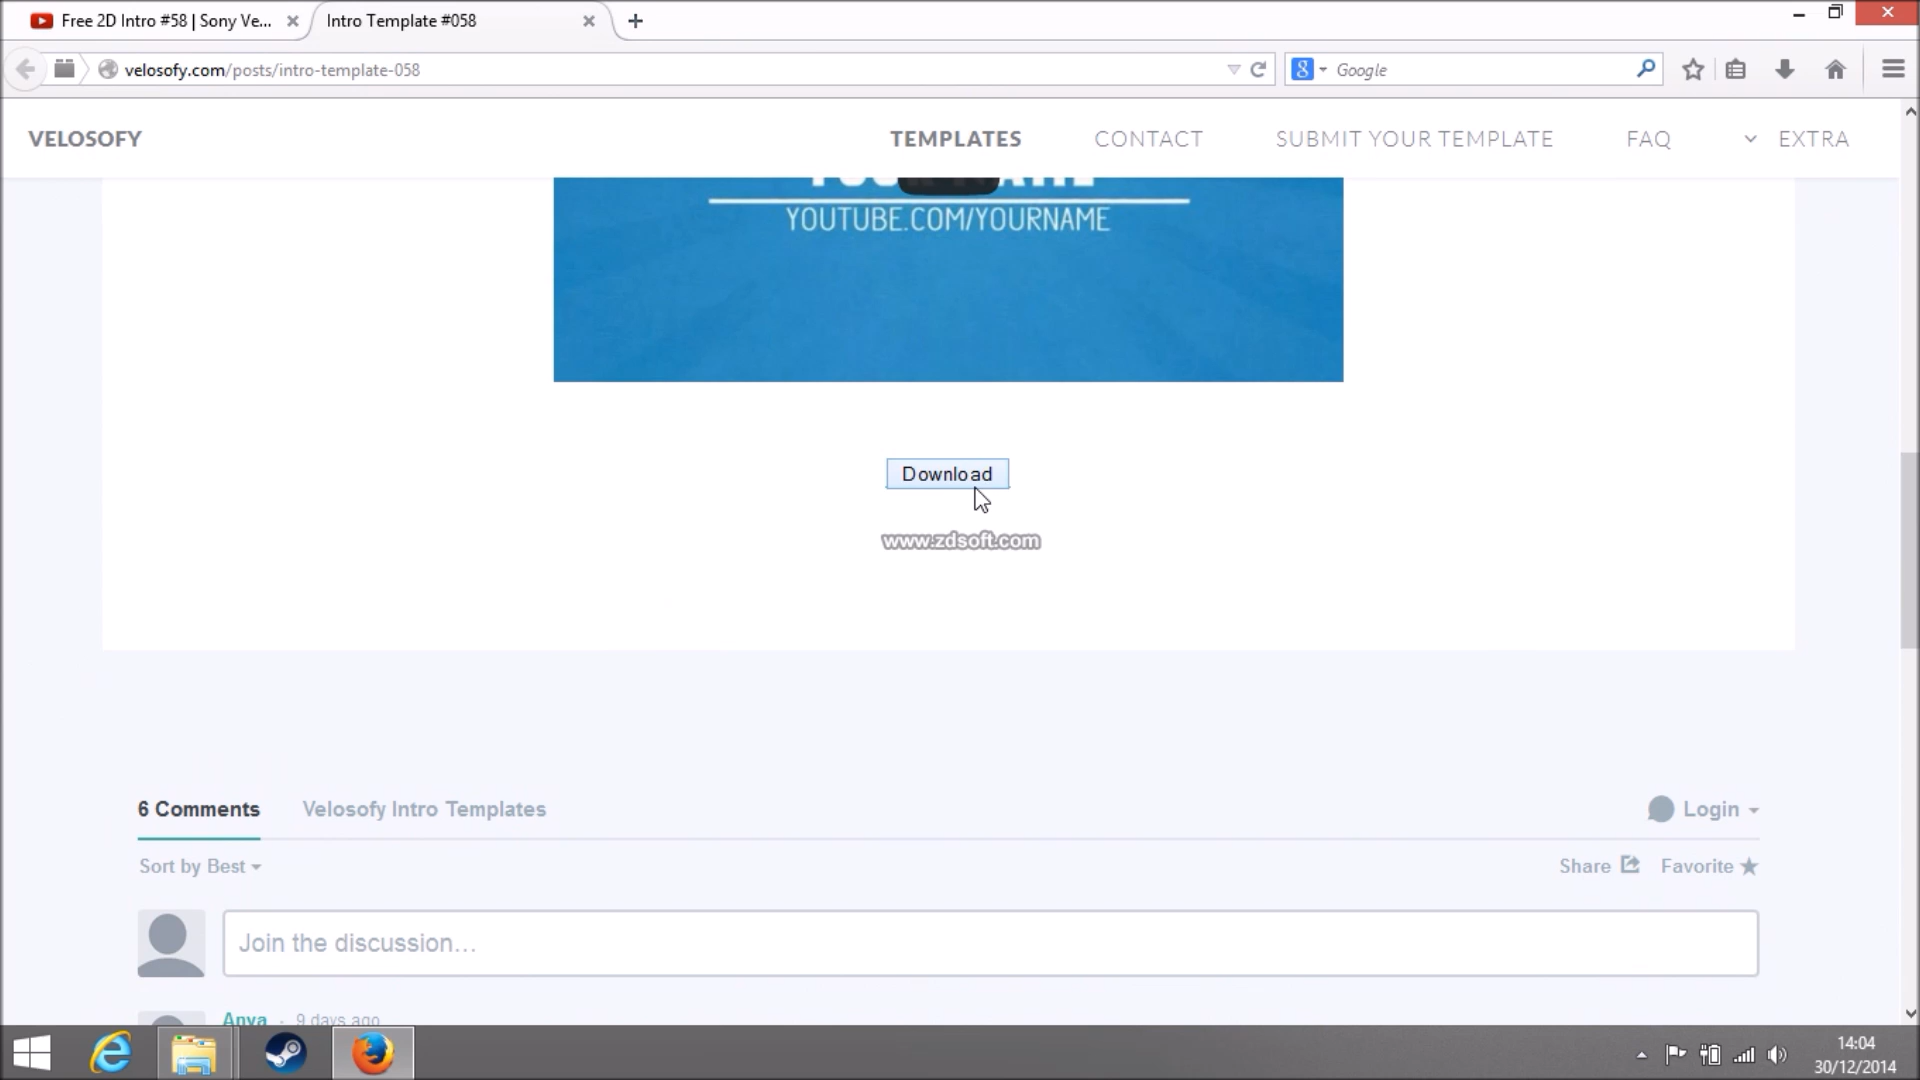 Free 2D Intro #58 | Sony Ve...
Intro Template #058
velosofy.com/posts/intro-template-058
Google
VELOSOFY
TEMPLATES
CONTACT
SUBMIT YOUR TEMPLATE
FAQ
EXTRA
YOUTUBE.COM/YOURNAME
Download
www.zdsoft.com
6 Comments
Velosofy Intro Templates
Login
Sort by Best
Share
Favorite
Join the discussion...
Anya · 9 days ago
14:04
30/12/2014